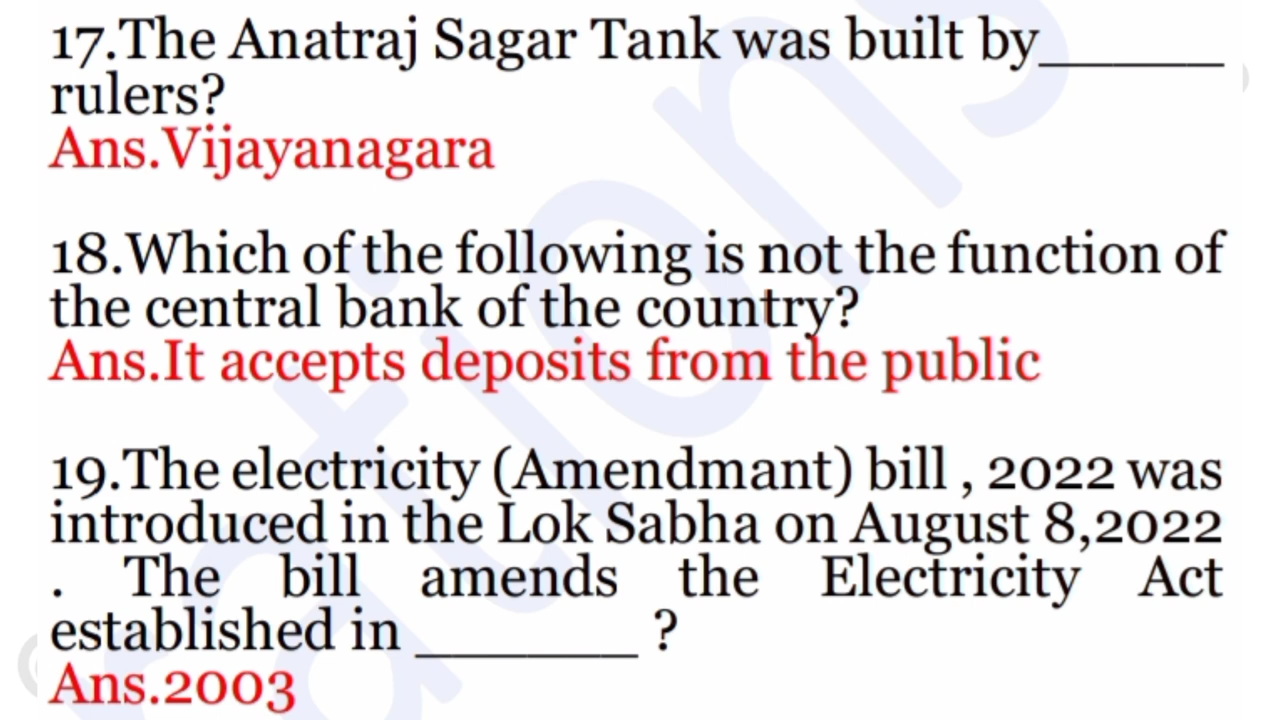 17.The Anatraj Sagar Tank was built by______
rulers?
Ans.Vijayanagara
18.Which of the following is not the function of
the central bank of the country?
Ans.It accepts deposits from the public
19.The electricity (Amendmant) bill , 2022 was
introduced in the Lok Sabha on August 8,2022
. The bill amends the Electricity Act
established in _______ ?
Ans.2003